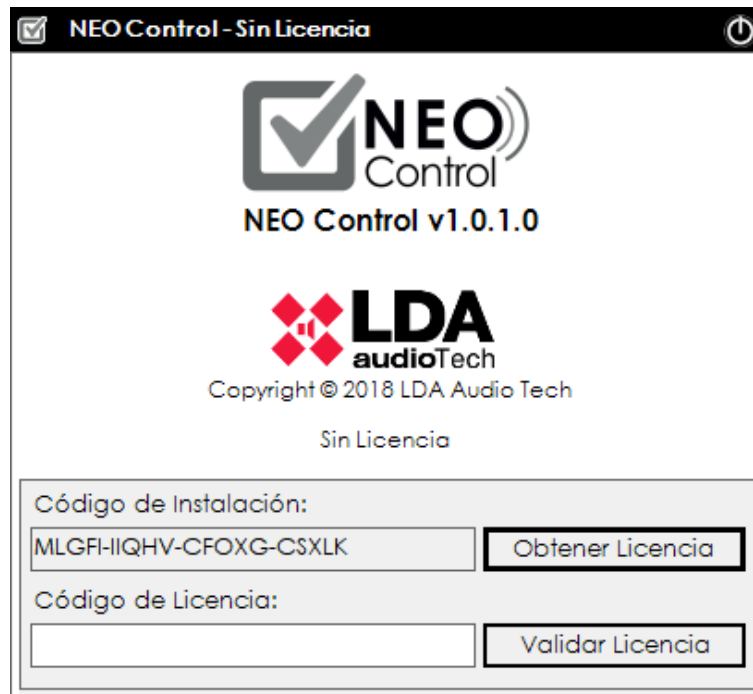 NEO Control - Sin Licencia
NEO
Control
NEO Control v1.0.1.0
LDA
audioTech
Copyright © 2018 LDA Audio Tech
Sin Licencia
Código de Instalación:
MLGFI-IIQHV-CFOXG-CSXLK Obtener Licencia
Código de Licencia:
Validar Licencia